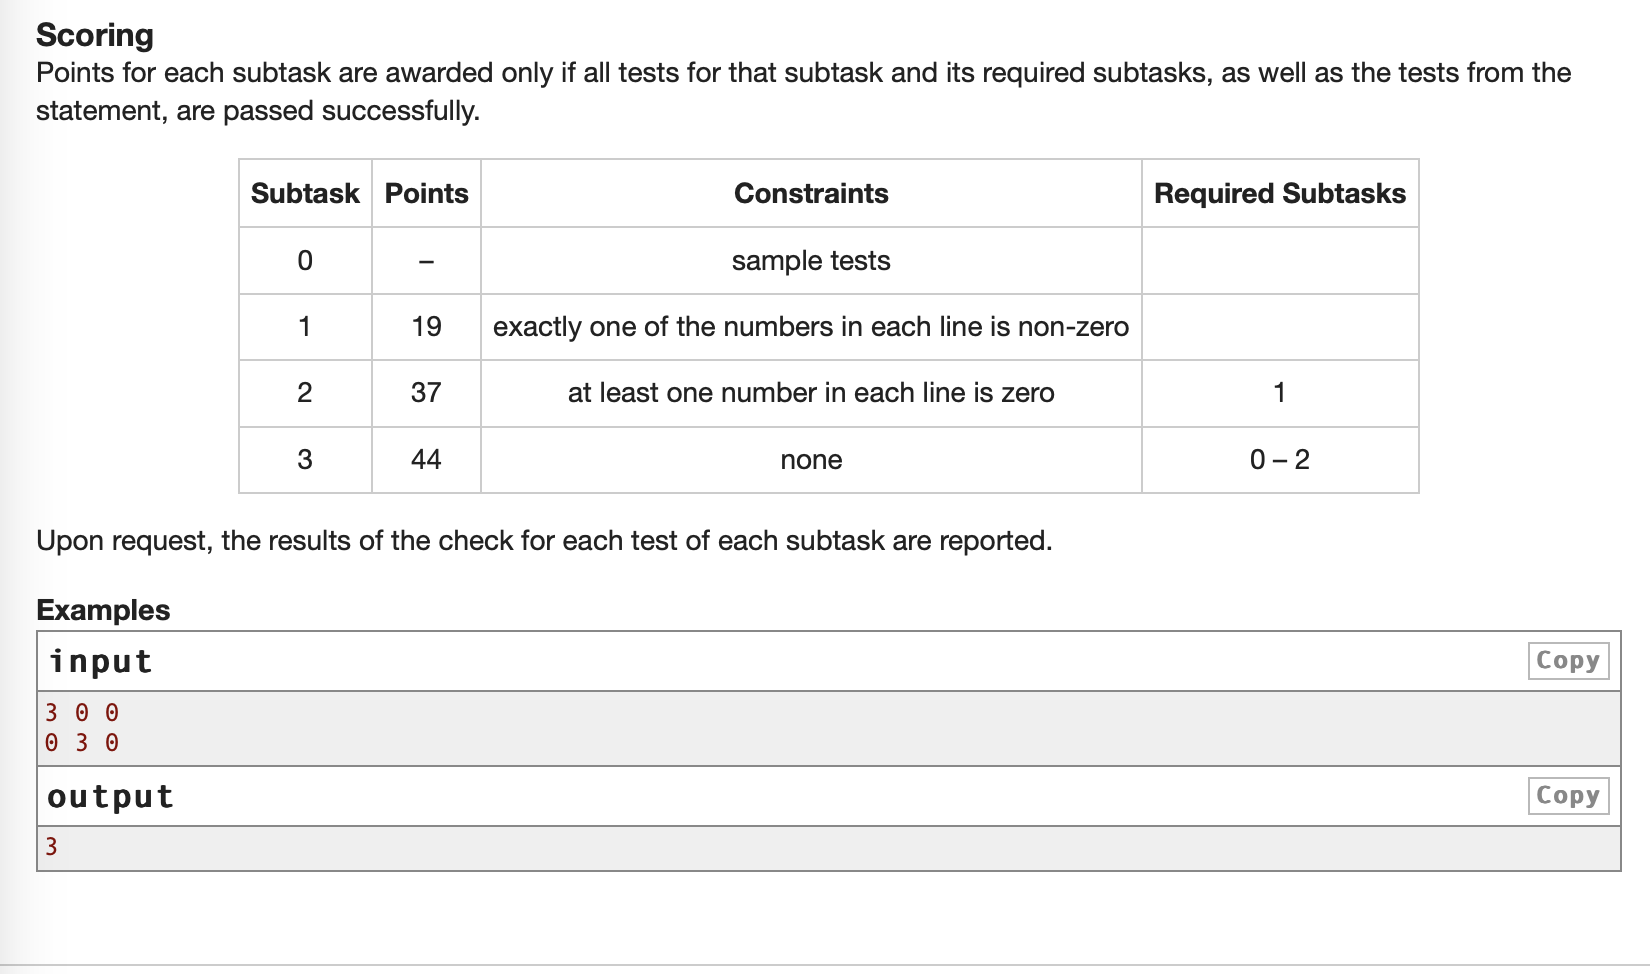 Scoring
Points for each subtask are awarded only if all tests for that subtask and its required subtasks, as well as the tests from the
statement, are passed successfully.
Subtask Points Constraints Required Subtasks
0 – sample tests
1 19 exactly one of the numbers in each line is non-zero
2 37 at least one number in each line is zero 1
3 44 none 0 – 2
Upon request, the results of the check for each test of each subtask are reported.
Examples
input Copy
3 0 0
0 3 0
output Copy
3